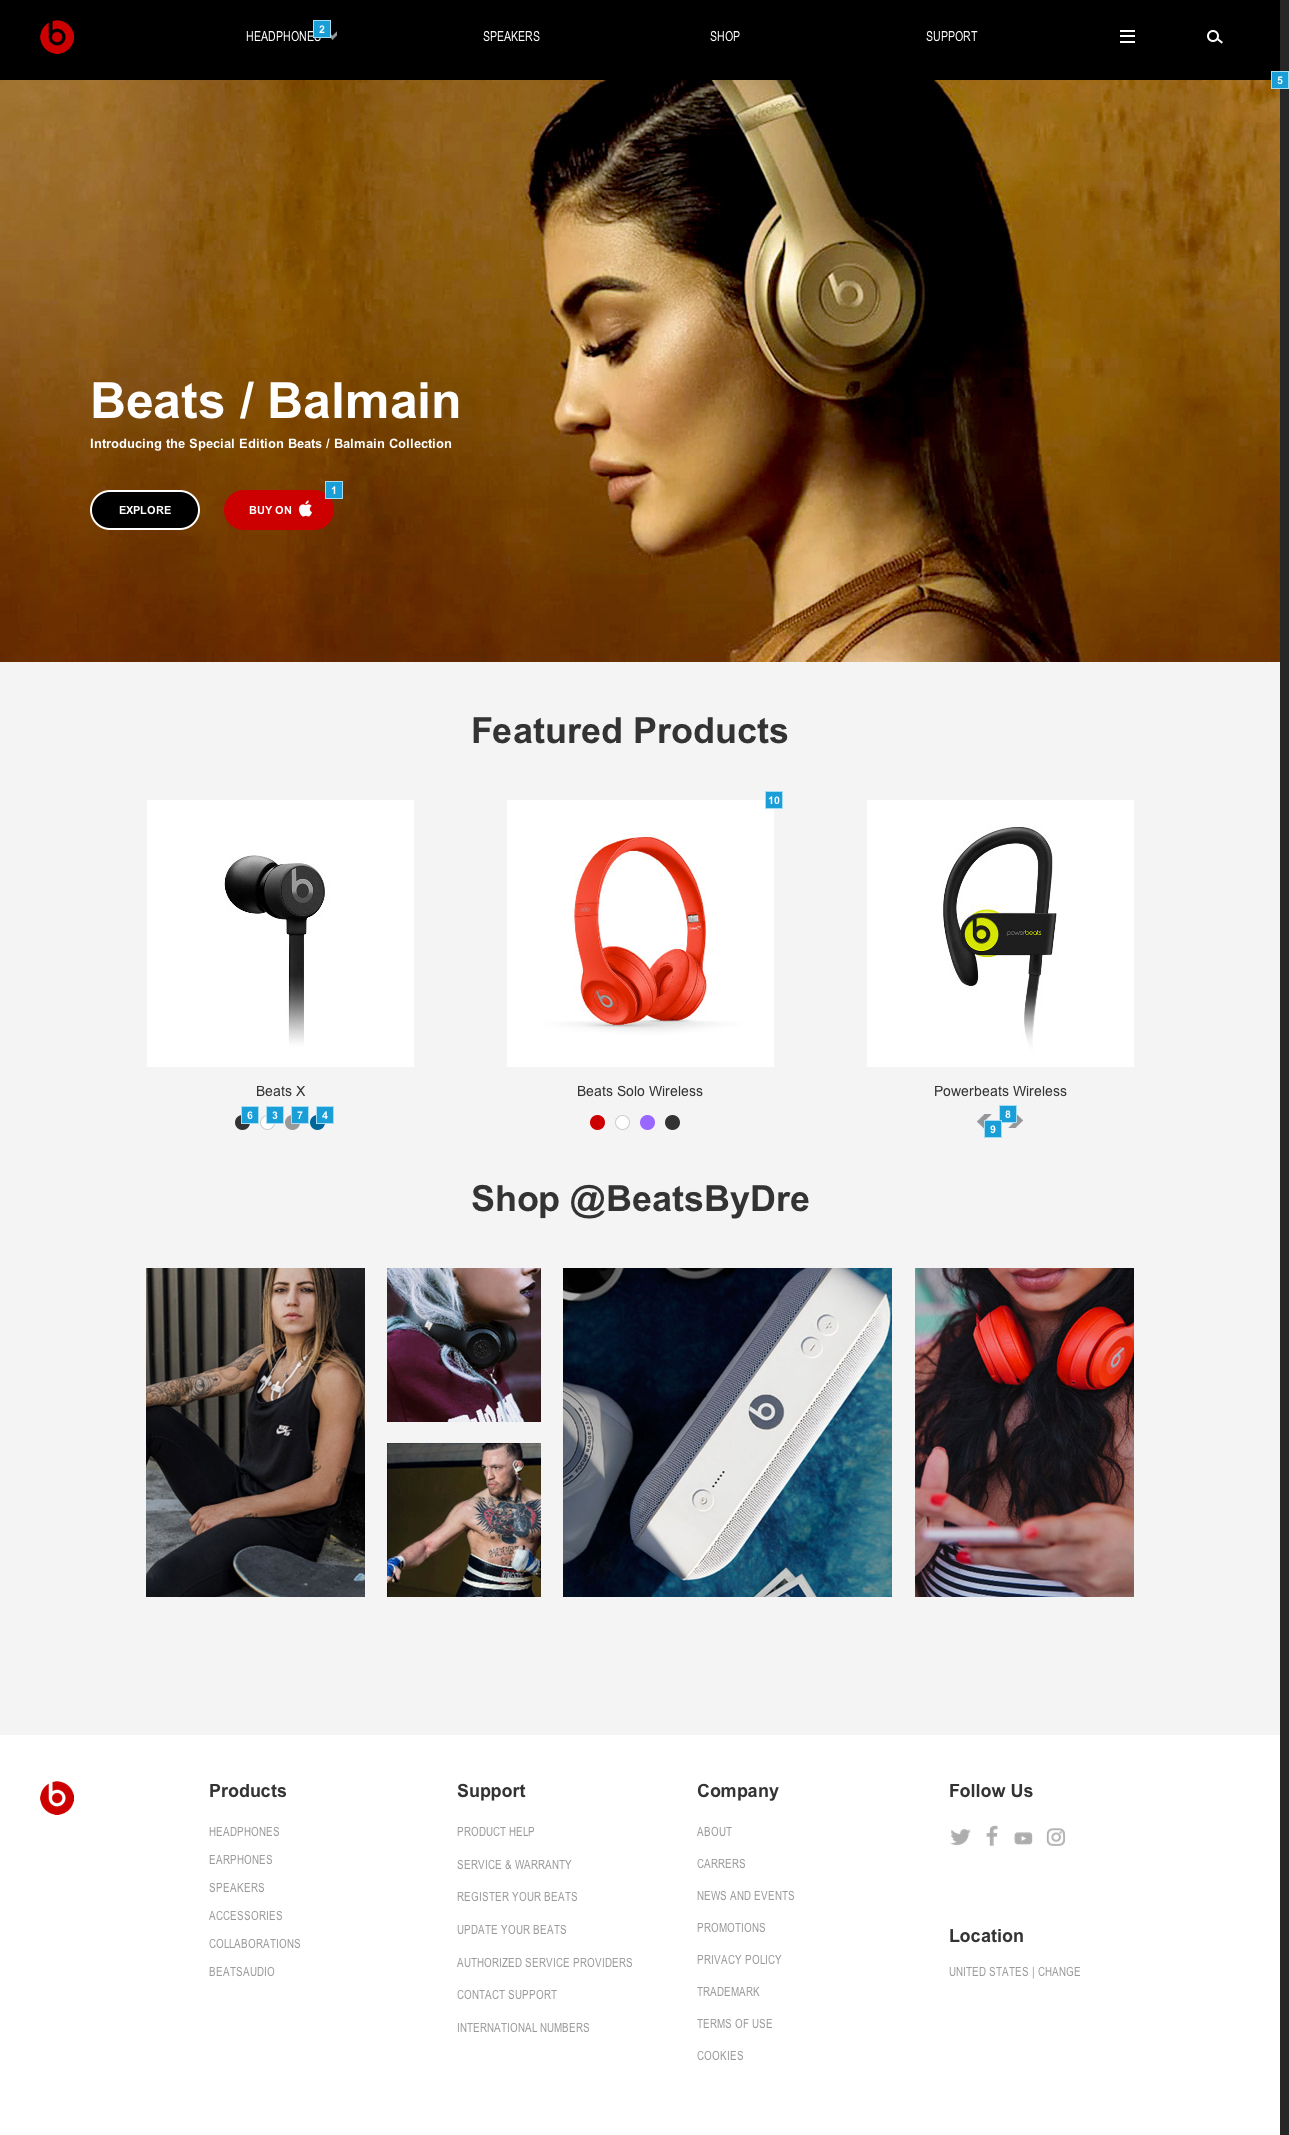 HEADPHONES 2
SPEAKERS
SHOP
SUPPORT
5
wireless
Beats / Balmain
Introducing the Special Edition Beats / Balmain Collection
EXPLORE
BUY ON
1
Featured Products
10
powerbeats
Beats X
Beats Solo Wireless
Powerbeats Wireless
6 3 7 4
8
9
Shop @BeatsByDre
Products
HEADPHONES
EARPHONES
SPEAKERS
ACCESSORIES
COLLABORATIONS
BEATSAUDIO
Support
PRODUCT HELP
SERVICE & WARRANTY
REGISTER YOUR BEATS
UPDATE YOUR BEATS
AUTHORIZED SERVICE PROVIDERS
CONTACT SUPPORT
INTERNATIONAL NUMBERS
Company
ABOUT
CARRERS
NEWS AND EVENTS
PROMOTIONS
PRIVACY POLICY
TRADEMARK
TERMS OF USE
COOKIES
Follow Us
Location
UNITED STATES | CHANGE